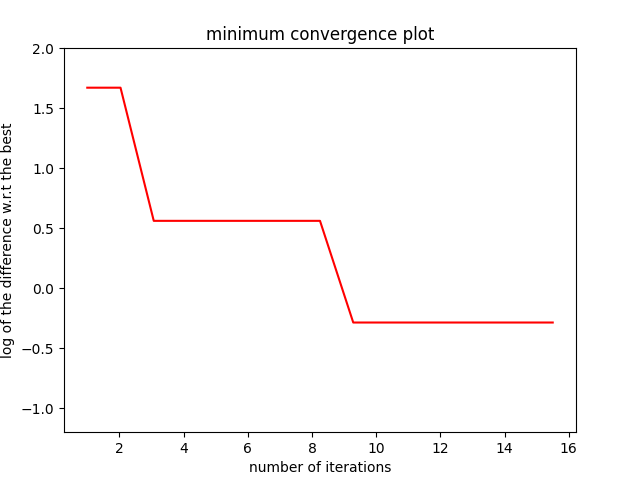 minimum convergence plot
log of the difference w.r.t the best
2.0
1.5
1.0
0.5
0.0
−0.5
−1.0
2 4 6 8 10 12 14 16
number of iterations